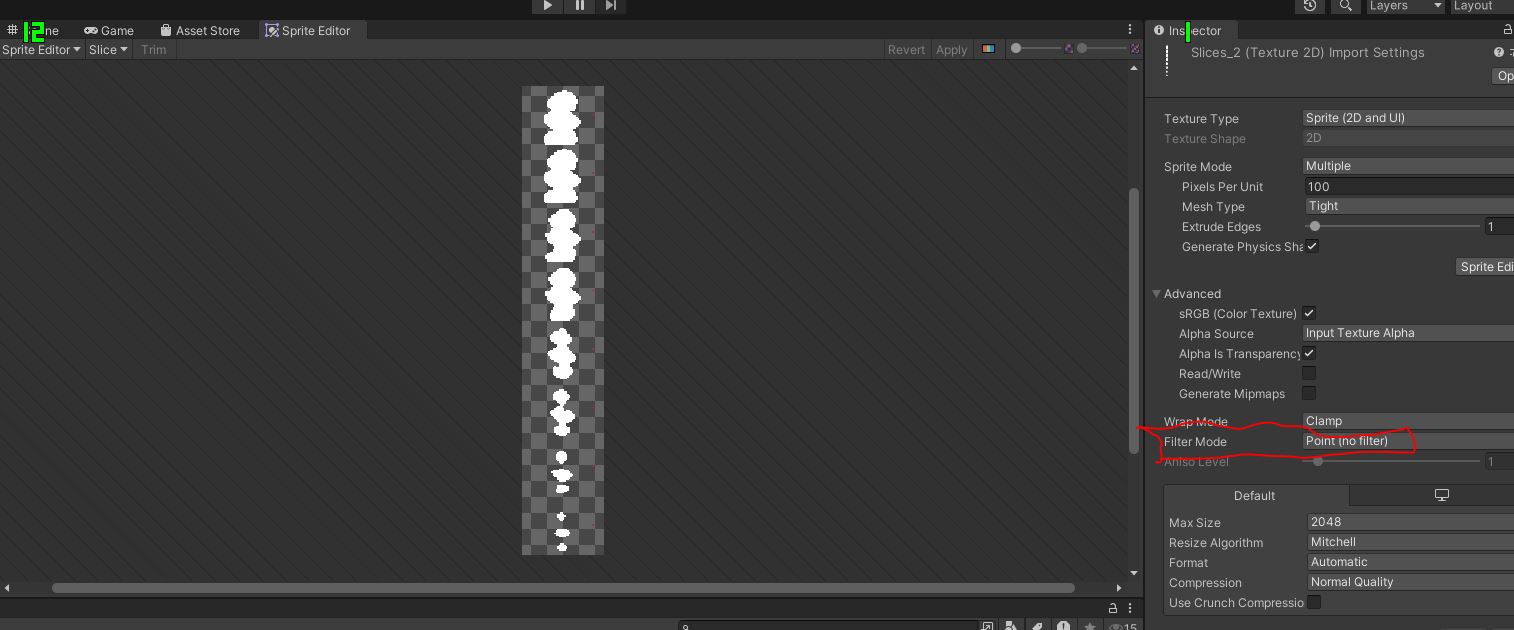 Layers
Layout
12
ne
Game
Asset Store
Sprite Editor
Inspector
Sprite Editor
Slice
Trim
Revert
Apply
Slices_2 (Texture 2D) Import Settings
Op
Texture Type
Sprite (2D and UI)
Texture Shape
2D
Sprite Mode
Multiple
Pixels Per Unit
100
Mesh Type
Tight
Extrude Edges
1
Generate Physics Sha
Sprite Edi
Advanced
sRGB (Color Texture)
Alpha Source
Input Texture Alpha
Alpha Is Transparency
Read/Write
Generate Mipmaps
Wrap Mode
Clamp
Filter Mode
Point (no filter)
Aniso Level
1
Default
Max Size
2048
Resize Algorithm
Mitchell
Format
Automatic
Compression
Normal Quality
Use Crunch Compressio
15